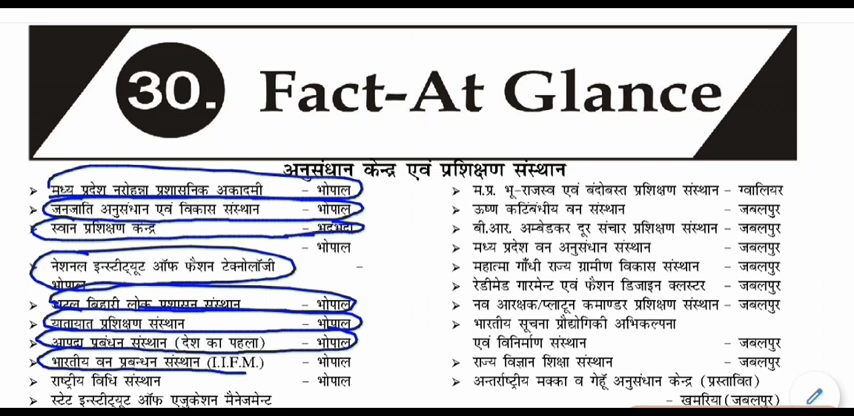 30. Fact-At Glance
अनुसंधान केन्द्र एवं प्रशिक्षण संस्थान
➢ मध्य प्रदेश नरोहन्ना प्रशासनिक अकादमी - भोपाल
➢ जनजाति अनुसंधान एवं विकास संस्थान - भोपाल
➢ स्वान प्रशिक्षण केन्द्र - भदभदा
- भोपाल
➢ नेशनल इन्स्टीट्यूट ऑफ फैशन टेक्नोलॉजी -
भोपाल
➢ अटल बिहारी लोक प्रशासन संस्थान - भोपाल
➢ यातायात प्रशिक्षण संस्थान - भोपाल
➢ आपदा प्रबंधन संस्थान (देश का पहला) - भोपाल
➢ भारतीय वन प्रबन्धन संस्थान (I.I.F.M.) - भोपाल
➢ राष्ट्रीय विधि संस्थान - भोपाल
➢ स्टेट इन्स्टीट्यूट ऑफ एजुकेशन मैनेजमेन्ट
➢ म.प्र. भू-राजस्व एवं बंदोबस्त प्रशिक्षण संस्थान - ग्वालियर
➢ ऊष्ण कटिबंधीय वन संस्थान - जबलपुर
➢ बी.आर. अम्बेडकर दूर संचार प्रशिक्षण संस्थान - जबलपुर
➢ मध्य प्रदेश वन अनुसंधान संस्थान - जबलपुर
➢ महात्मा गाँधी राज्य ग्रामीण विकास संस्थान - जबलपुर
➢ रेडीमेड गारमेन्ट एवं फैशन डिजाइन क्लस्टर - जबलपुर
➢ नव आरक्षक/प्लाटून कमाण्डर प्रशिक्षण संस्थान - जबलपुर
➢ भारतीय सूचना प्रौद्योगिकी अभिकल्पना
एवं विनिर्माण संस्थान - जबलपुर
➢ राज्य विज्ञान शिक्षा संस्थान - जबलपुर
➢ अन्तर्राष्ट्रीय मक्का व गेहूँ अनुसंधान केन्द्र (प्रस्तावित)
- खमरिया (जबलपुर)